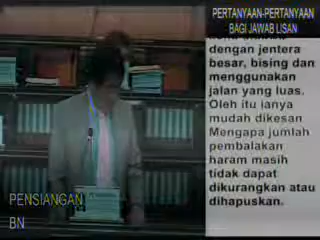 PERTANYAAN-PERTANYAAN
BAGI JAWAB LISAN
dengan jentera
besar, bising dan
menggunakan
jalan yang luas.
Oleh itu ianya
mudah dikesan
Mengapa jumlah
pembalakan
haram masih
tidak dapat
dikurangkan atau
dihapuskan.
PENSIANGAN
BN